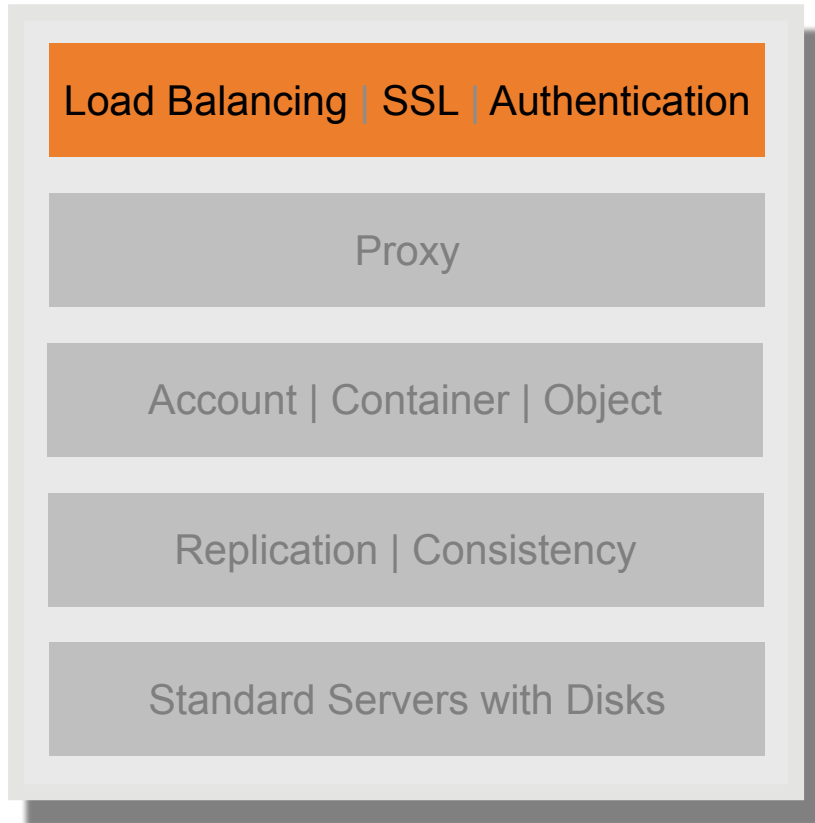 Load Balancing | SSL | Authentication
Proxy
Account | Container | Object
Replication | Consistency
Standard Servers with Disks